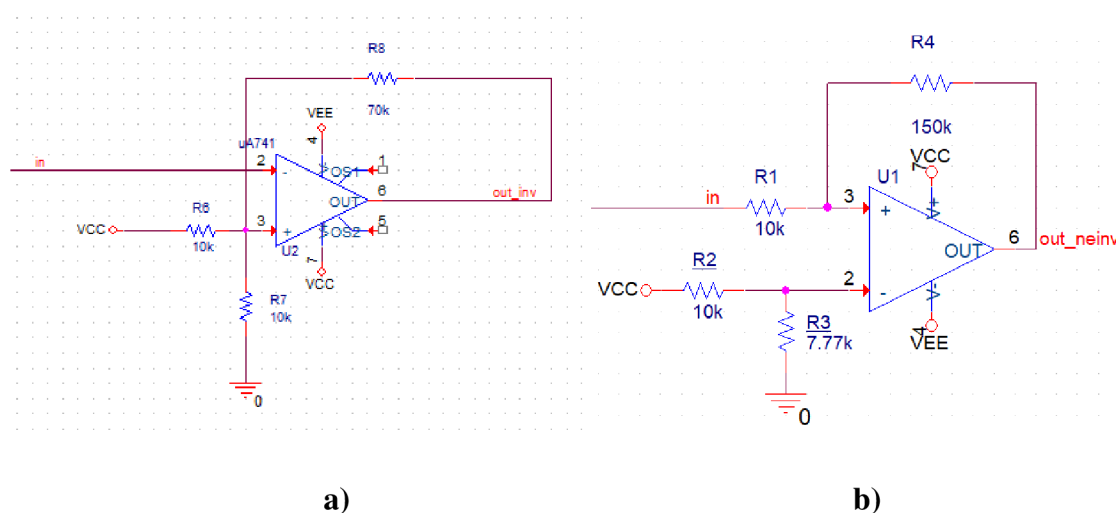 R8
70k
VEE
4
uA741
in
2
-
OS1
1
OUT
6
out_inv
R6
VCC
10k
3
+
OS2
5
U2
7
VCC
R7
10k
0
a)
R4
150k
VCC
7
U1
R1
in
3
+
V+
10k
OUT
6
out_neinv
R2
VCC
2
-
10k
V-
R3
7.77k
4
VEE
0
b)